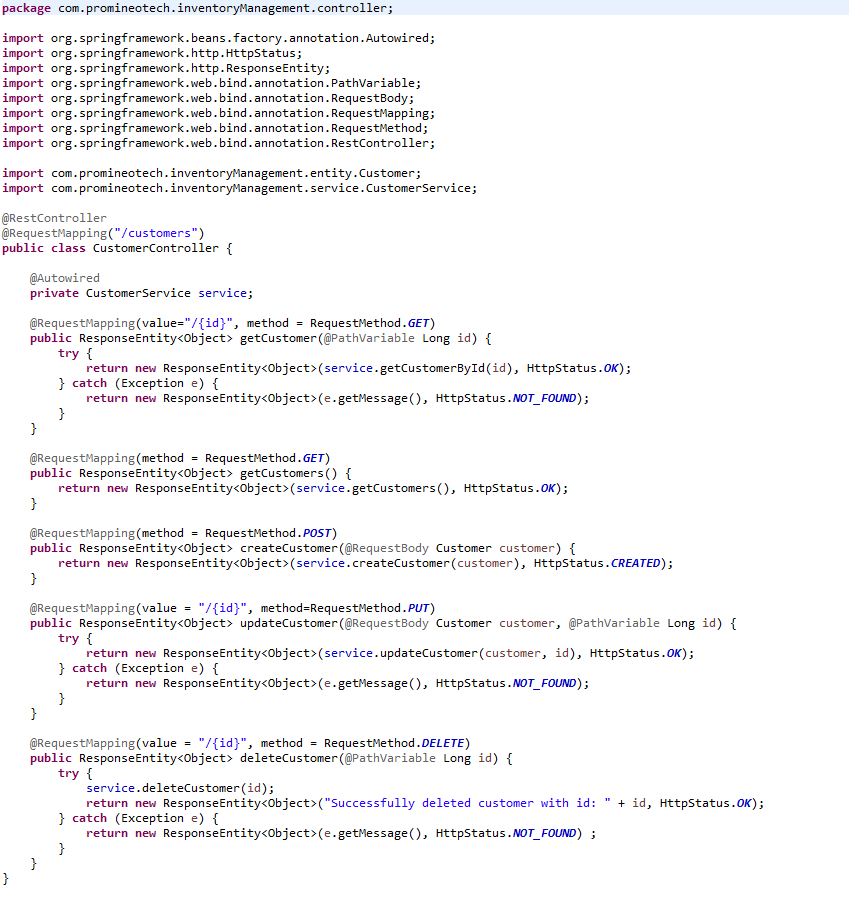 package com.promineotech.inventoryManagement.controller;
import org.springframework.beans.factory.annotation.Autowired;
import org.springframework.http.HttpStatus;
import org.springframework.http.ResponseEntity;
import org.springframework.web.bind.annotation.PathVariable;
import org.springframework.web.bind.annotation.RequestBody;
import org.springframework.web.bind.annotation.RequestMapping;
import org.springframework.web.bind.annotation.RequestMethod;
import org.springframework.web.bind.annotation.RestController;
import com.promineotech.inventoryManagement.entity.Customer;
import com.promineotech.inventoryManagement.service.CustomerService;
@RestController
@RequestMapping("/customers")
public class CustomerController {
    @Autowired
    private CustomerService service;
    @RequestMapping(value="/{id}", method = RequestMethod.GET)
    public ResponseEntity<Object> getCustomer(@PathVariable Long id) {
        try {
            return new ResponseEntity<Object>(service.getCustomerById(id), HttpStatus.OK);
        } catch (Exception e) {
            return new ResponseEntity<Object>(e.getMessage(), HttpStatus.NOT_FOUND);
        }
    }
    @RequestMapping(method = RequestMethod.GET)
    public ResponseEntity<Object> getCustomers() {
        return new ResponseEntity<Object>(service.getCustomers(), HttpStatus.OK);
    }
    @RequestMapping(method = RequestMethod.POST)
    public ResponseEntity<Object> createCustomer(@RequestBody Customer customer) {
        return new ResponseEntity<Object>(service.createCustomer(customer), HttpStatus.CREATED);
    }
    @RequestMapping(value = "/{id}", method=RequestMethod.PUT)
    public ResponseEntity<Object> updateCustomer(@RequestBody Customer customer, @PathVariable Long id) {
        try {
            return new ResponseEntity<Object>(service.updateCustomer(customer, id), HttpStatus.OK);
        } catch (Exception e) {
            return new ResponseEntity<Object>(e.getMessage(), HttpStatus.NOT_FOUND);
        }
    }
    @RequestMapping(value = "/{id}", method = RequestMethod.DELETE)
    public ResponseEntity<Object> deleteCustomer(@PathVariable Long id) {
        try {
            service.deleteCustomer(id);
            return new ResponseEntity<Object>("Successfully deleted customer with id: " + id, HttpStatus.OK);
        } catch (Exception e) {
            return new ResponseEntity<Object>(e.getMessage(), HttpStatus.NOT_FOUND) ;
        }
    }
}